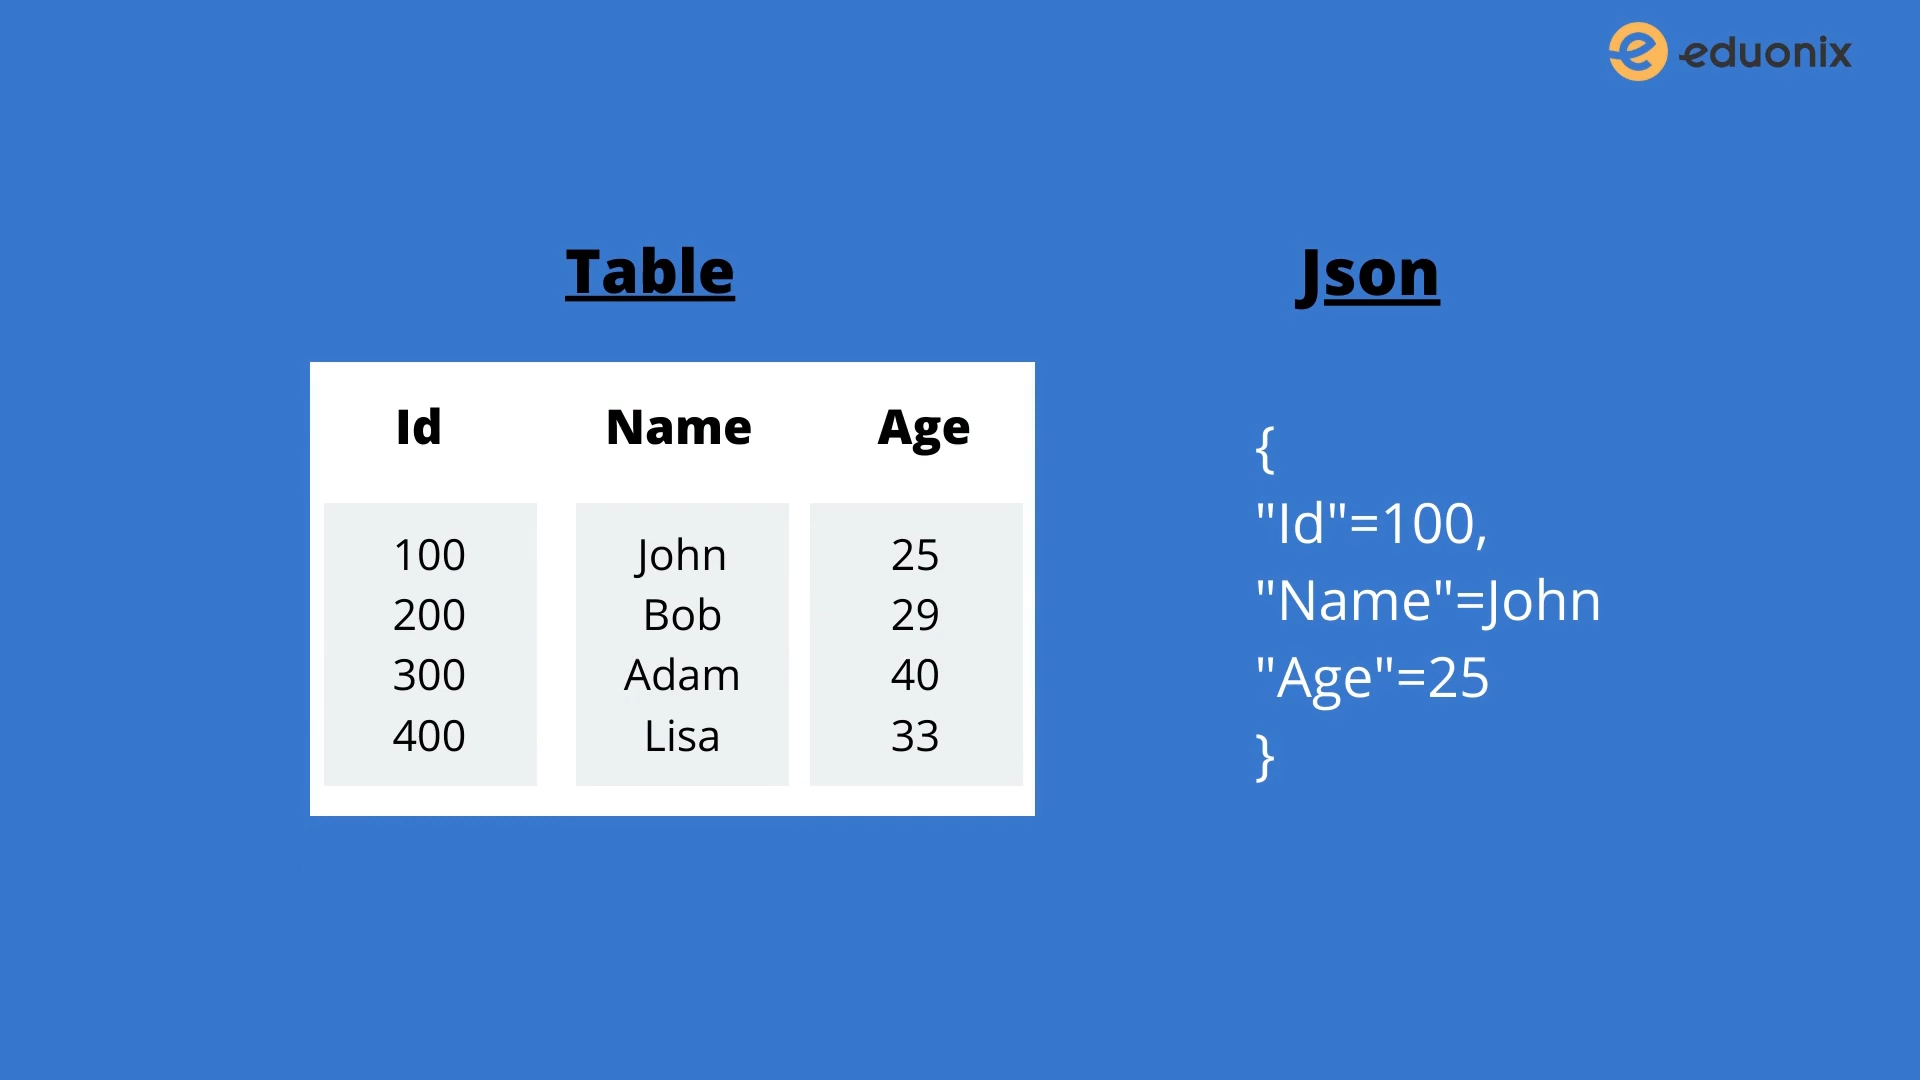 eduonix
Table
Json
Id Name Age
100 John 25
200 Bob 29
300 Adam 40
400 Lisa 33
{
"Id"=100,
"Name"=John
"Age"=25
}